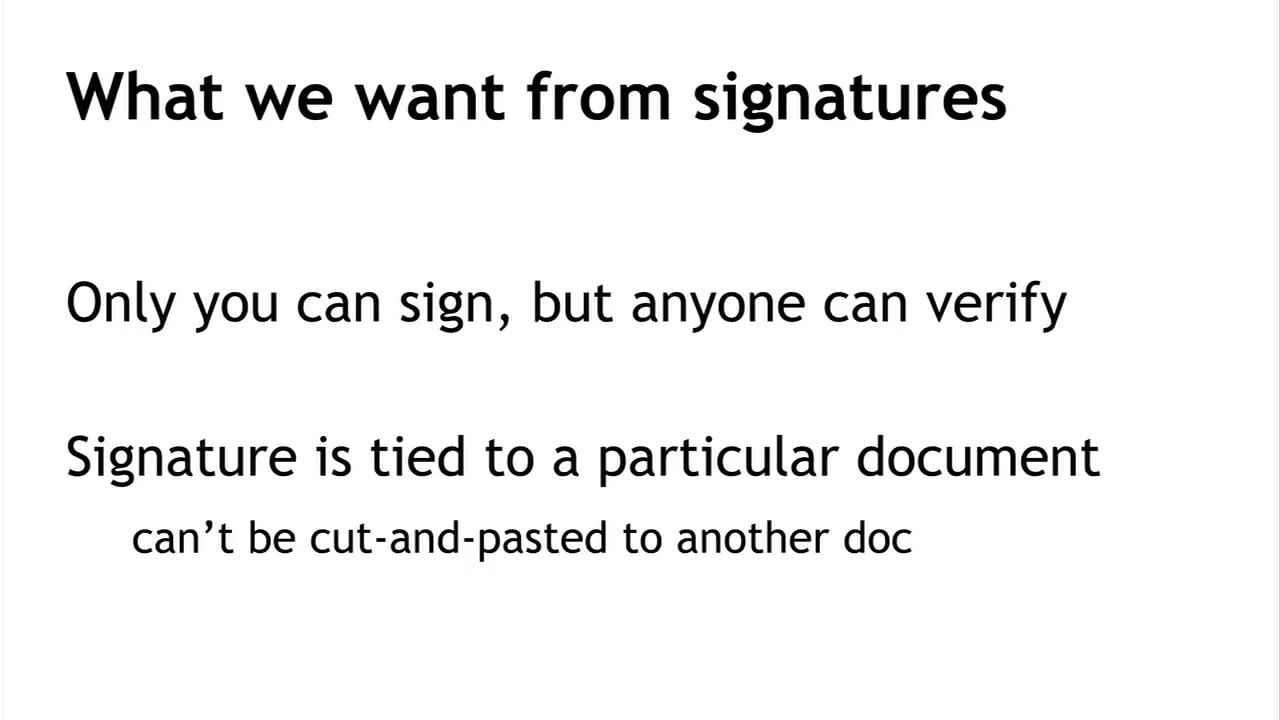 What we want from signatures
Only you can sign, but anyone can verify
Signature is tied to a particular document
can’t be cut-and-pasted to another doc